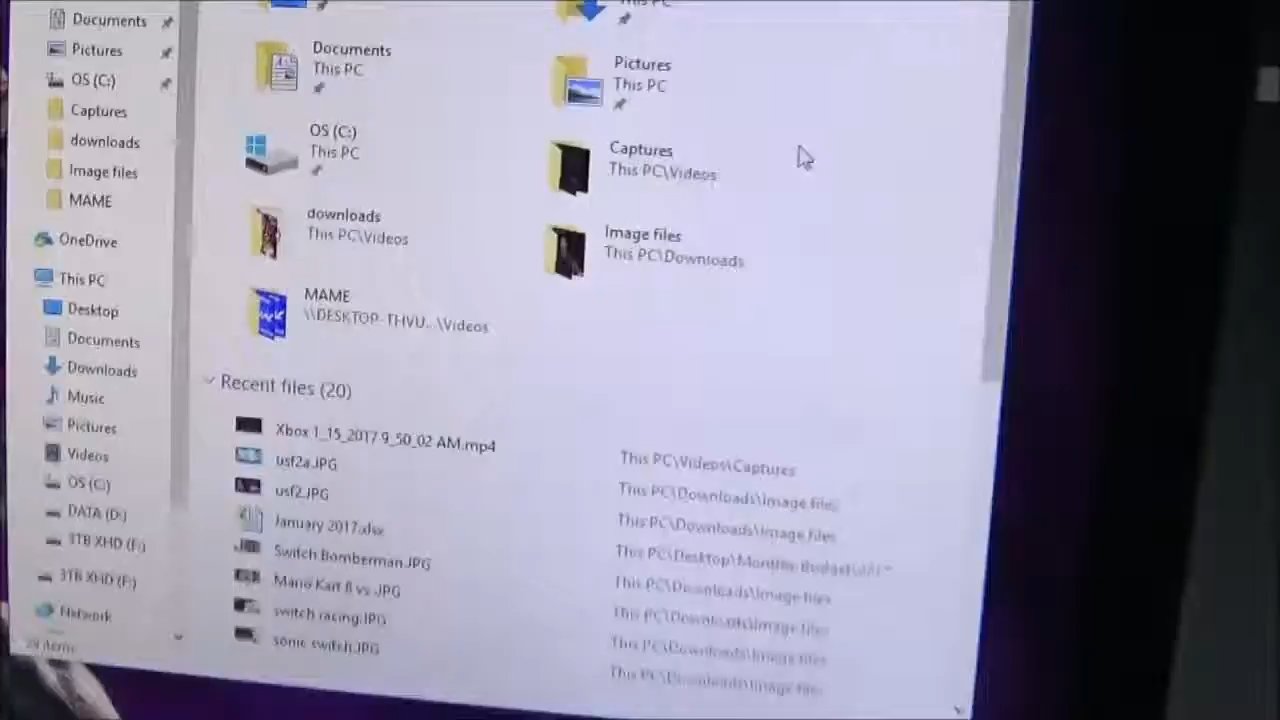 Documents
Pictures
OS (C:)
Captures
downloads
Image files
MAME
OneDrive
This PC
Desktop
Documents
Downloads
Music
Pictures
Videos
OS (C:)
DATA (D:)
3TB XHD (F:)
3TB XHD (F:)
Network
29 items
This PC
Documents
This PC
Pictures
This PC
OS (C:)
This PC
Captures
This PC\Videos
downloads
This PC\Videos
Image files
This PC\Downloads
MAME
\\DESKTOP-THVU...\Videos
Recent files (20)
Xbox 1_15_2017 9_50_02 AM.mp4
This PC\Videos\Captures
usf2a.JPG
This PC\Downloads\Image files
usf2.JPG
This PC\Downloads\Image files
January 2017.xlsx
This PC\Desktop\Monthly Budget
Switch Bomberman.JPG
This PC\Downloads\Image files
Mario Kart 8 vs .JPG
This PC\Downloads\Image files
switch racing.JPG
This PC\Downloads\Image files
sonic switch.JPG
This PC\Downloads\Image files